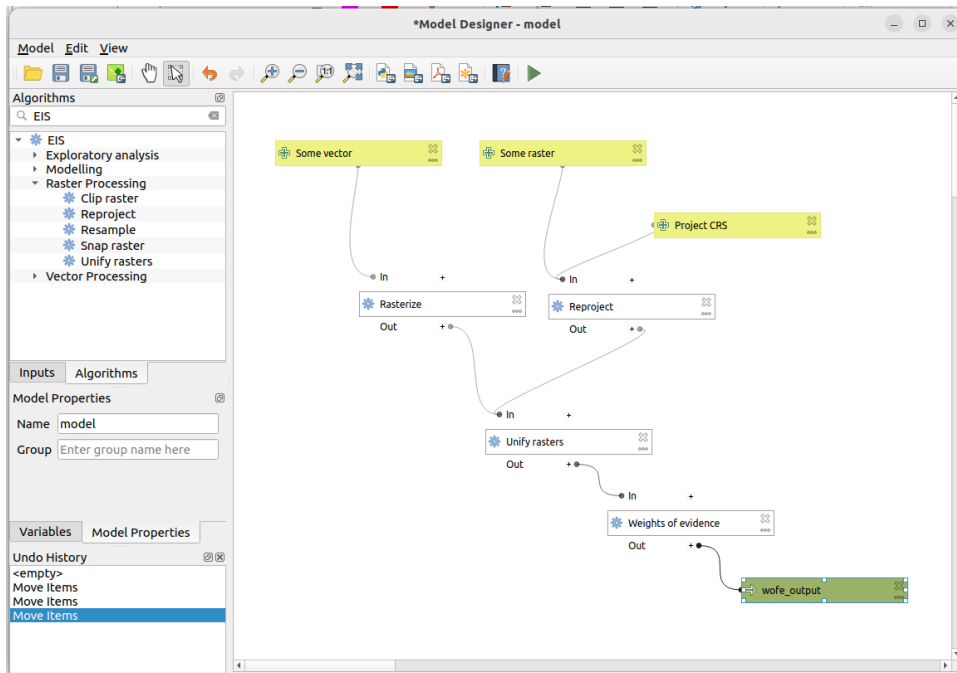 *Model Designer - model
Model Edit View
Algorithms
EIS
EIS
Exploratory analysis
Modelling
Raster Processing
Clip raster
Reproject
Resample
Snap raster
Unify rasters
Vector Processing
Inputs Algorithms
Model Properties
Name model
Group Enter group name here
Variables Model Properties
Undo History
<empty>
Move Items
Move Items
Move Items
Some vector
Some raster
Project CRS
In +
In +
Rasterize
Reproject
Out +
Out +
In +
Unify rasters
Out +
In +
Weights of evidence
Out +
wofe_output